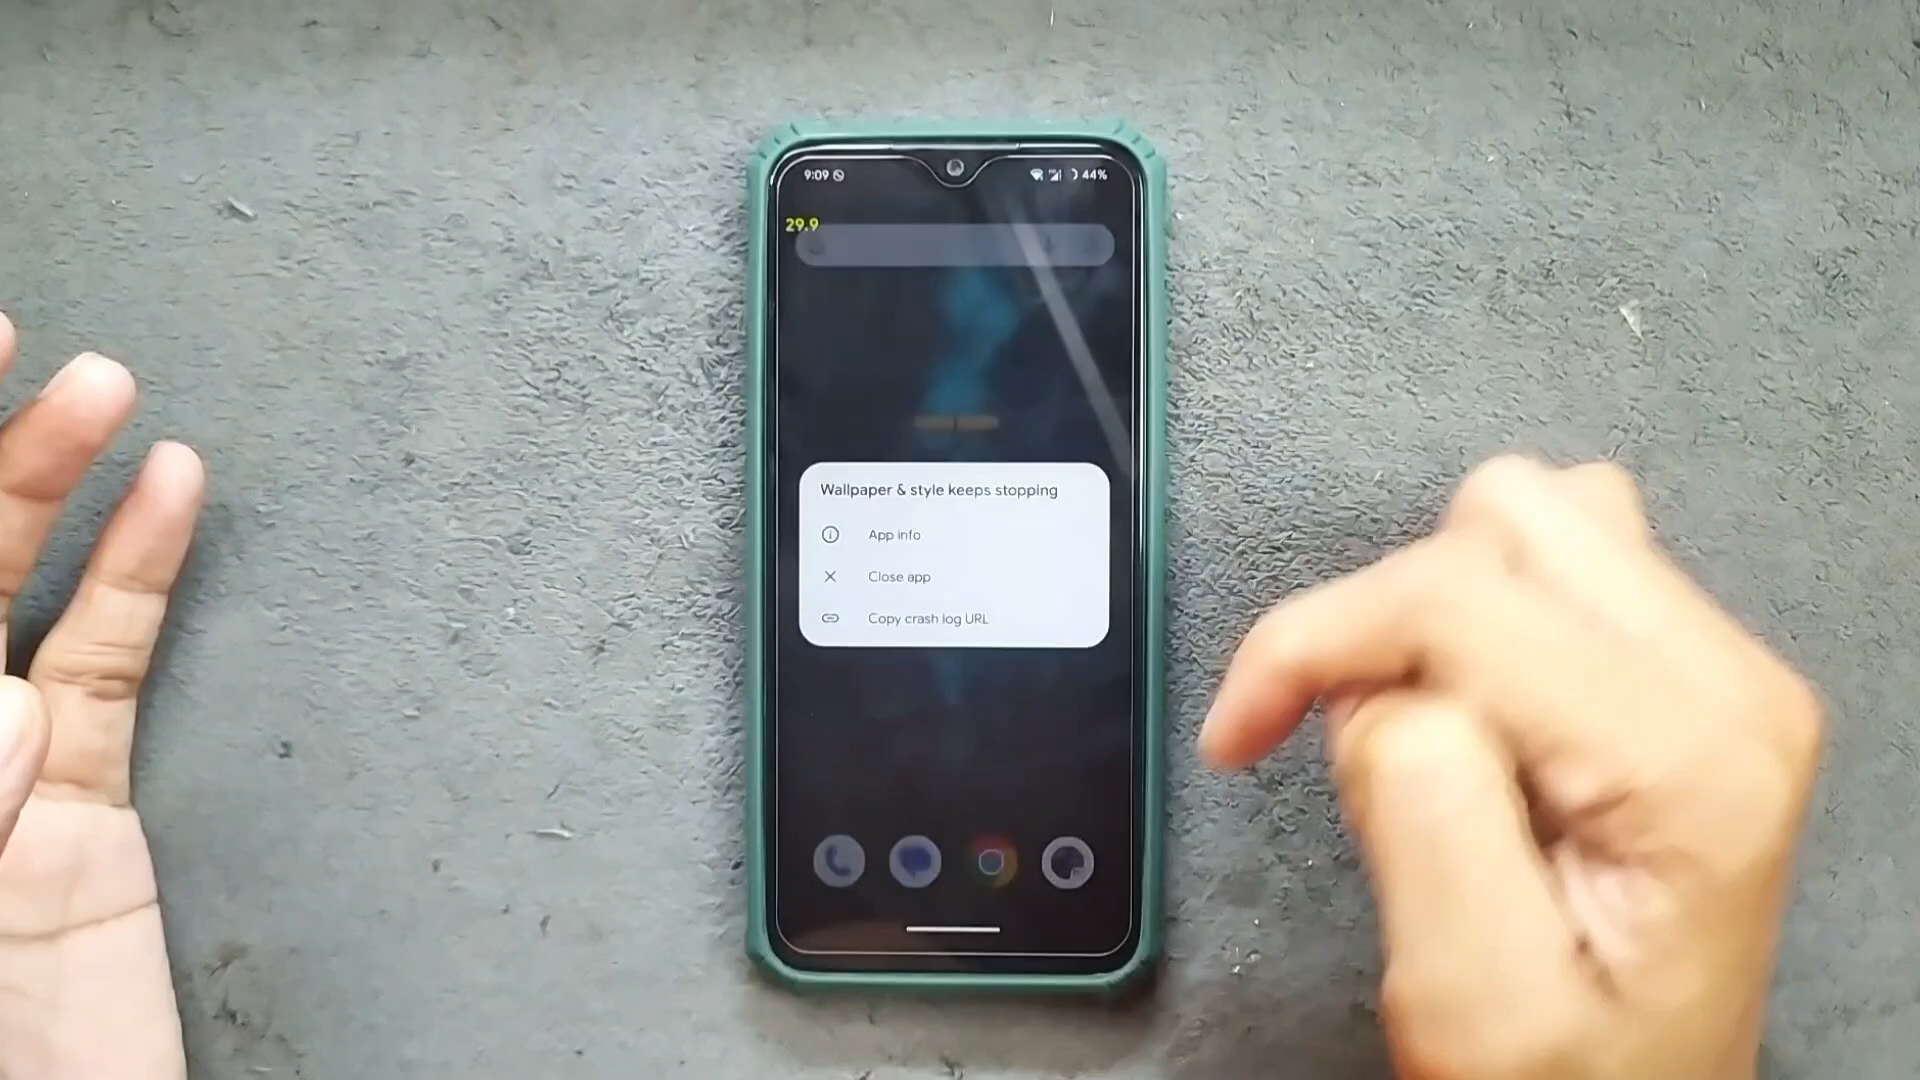 9:09
44%
29.9
Wallpaper & style keeps stopping
App info
Close app
Copy crash log URL